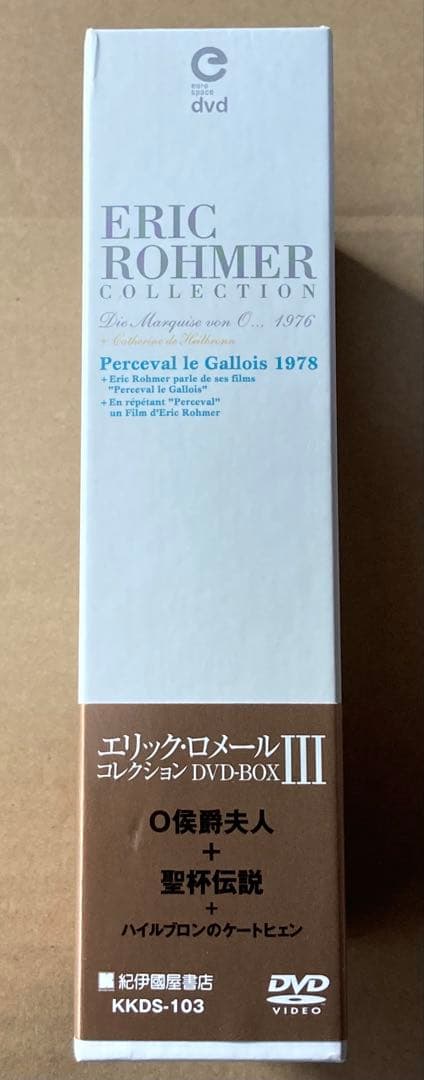 e
euro
space
dvd
ERIC
ROHMER
COLLECTION
Die Marquise von O... 1976
+ Catherine de Heilbronn
Perceval le Gallois 1978
+Eric Rohmer parle de ses films
"Perceval le Gallois"
+En répétant "Perceval"
un Film d'Eric Rohmer
エリック・ロメール
コレクション DVD-BOX III
O侯爵夫人
+
聖杯伝説
+
ハイルブロンのケートヒェン
紀伊國屋書店
KKDS-103
DVD
VIDEO